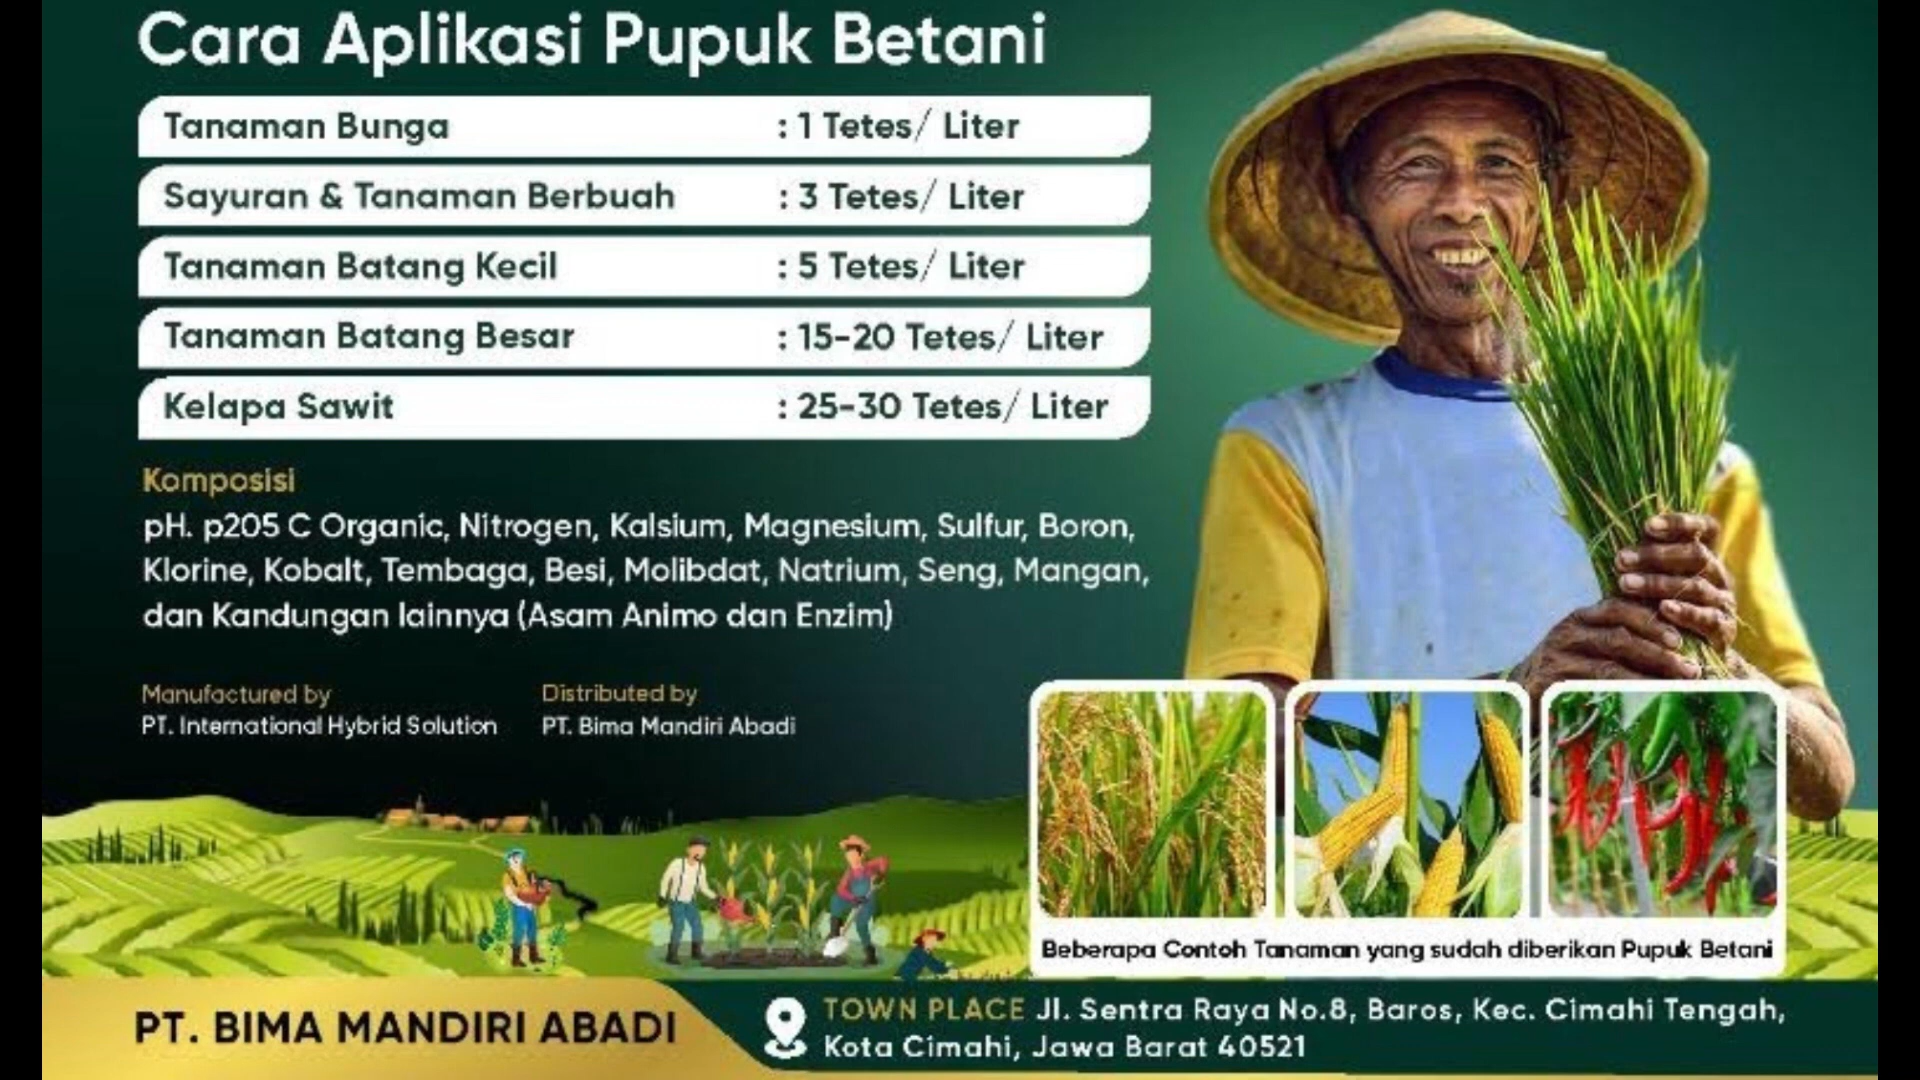 Cara Aplikasi Pupuk Betani
Tanaman Bunga : 1 Tetes/ Liter
Sayuran & Tanaman Berbuah : 3 Tetes/ Liter
Tanaman Batang Kecil : 5 Tetes/ Liter
Tanaman Batang Besar : 15-20 Tetes/ Liter
Kelapa Sawit : 25-30 Tetes/ Liter
Komposisi
pH. p205 C Organic, Nitrogen, Kalsium, Magnesium, Sulfur, Boron,
Klorine, Kobalt, Tembaga, Besi, Molibdat, Natrium, Seng, Mangan,
dan Kandungan lainnya (Asam Animo dan Enzim)
Manufactured by
PT. International Hybrid Solution
Distributed by
PT. Bima Mandiri Abadi
Beberapa Contoh Tanaman yang sudah diberikan Pupuk Betani
PT. BIMA MANDIRI ABADI
TOWN PLACE Jl. Sentra Raya No.8, Baros, Kec. Cimahi Tengah,
Kota Cimahi, Jawa Barat 40521